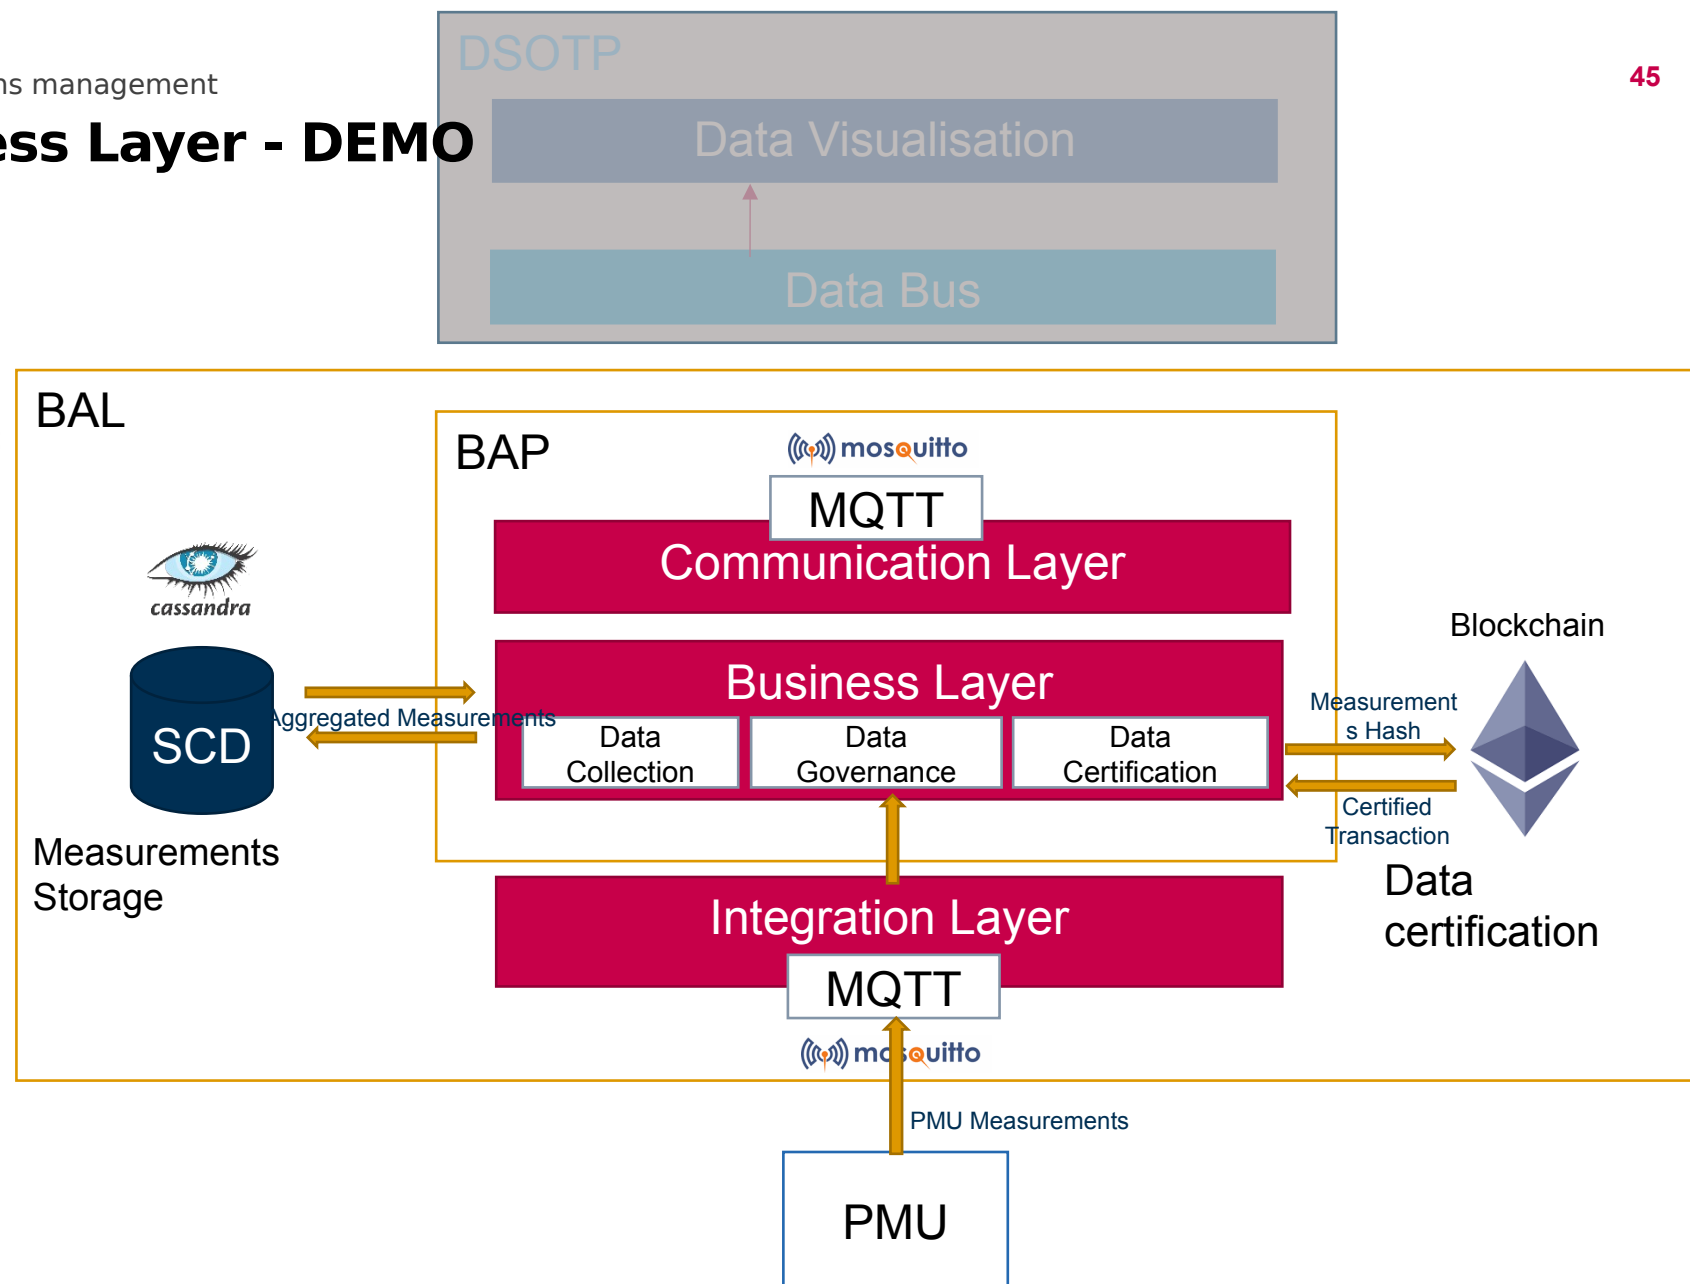 DSOTP
ns management
45
ess Layer - DEMO
Data Visualisation
Data Bus
BAL
BAP
mosquitto
MQTT
Communication Layer
cassandra
Blockchain
Business Layer
Measurement
s Hash
Aggregated Measurements
SCD
Data
Collection
Data
Governance
Data
Certification
Certified
Transaction
Measurements
Storage
Data
certification
Integration Layer
MQTT
mosquitto
PMU Measurements
PMU